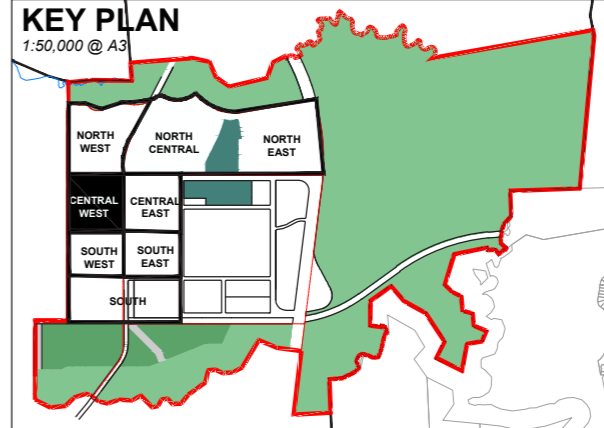 KEY PLAN
1:50,000 @ A3
NORTH
WEST
NORTH
CENTRAL
NORTH
EAST
CENTRAL
WEST
CENTRAL
EAST
SOUTH
WEST
SOUTH
EAST
SOUTH